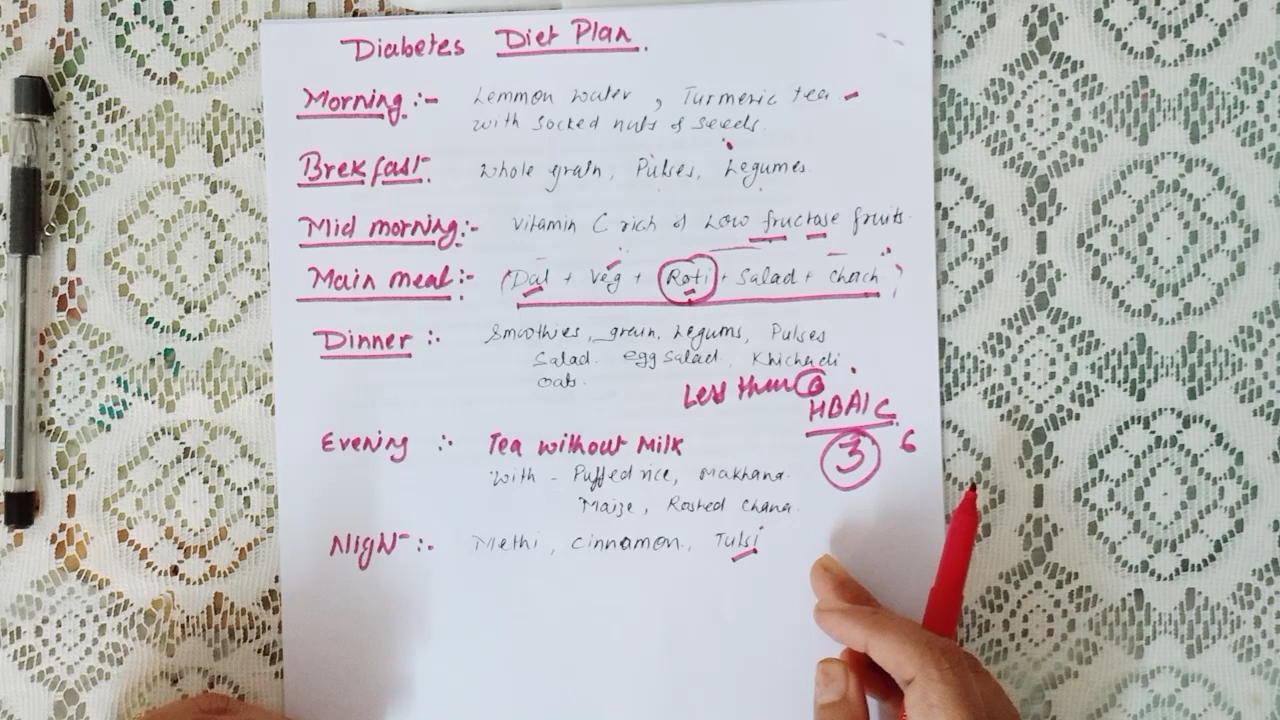 Diabetes Diet Plan.
Morning :- Lemmon water, Turmeric tea
with socked nuts & seeds.
Brekfast Whole grain, Pulses, Legumes.
Mid morning :- Vitamin C rich & Low fructase fruits.
Main meal :- (Dal + Veg + Roti + Salad + chach)
Dinner :- Smoothies, grain, Legums, Pulses
Salad. egg salad, Khichadi
oats.
Less than 6
HBA1C
3 6
Evening :- Tea without Milk
With - Puffed rice, Makhana.
Maize, Rosted Chana.
Night :- Methi, Cinnamon, Tulsi